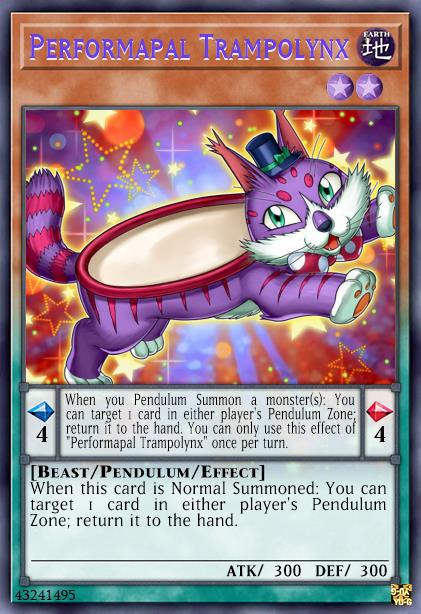 PERFORMAPAL TRAMPOLYNX
EARTH
地
When you Pendulum Summon a monster(s): You
can target 1 card in either player's Pendulum Zone;
return it to the hand. You can only use this effect of
"Performapal Trampolynx" once per turn.
4
4
[BEAST/PENDULUM/EFFECT]
When this card is Normal Summoned: You can
target 1 card in either player's Pendulum
Zone; return it to the hand.
ATK/ 300 DEF/ 300
43241495